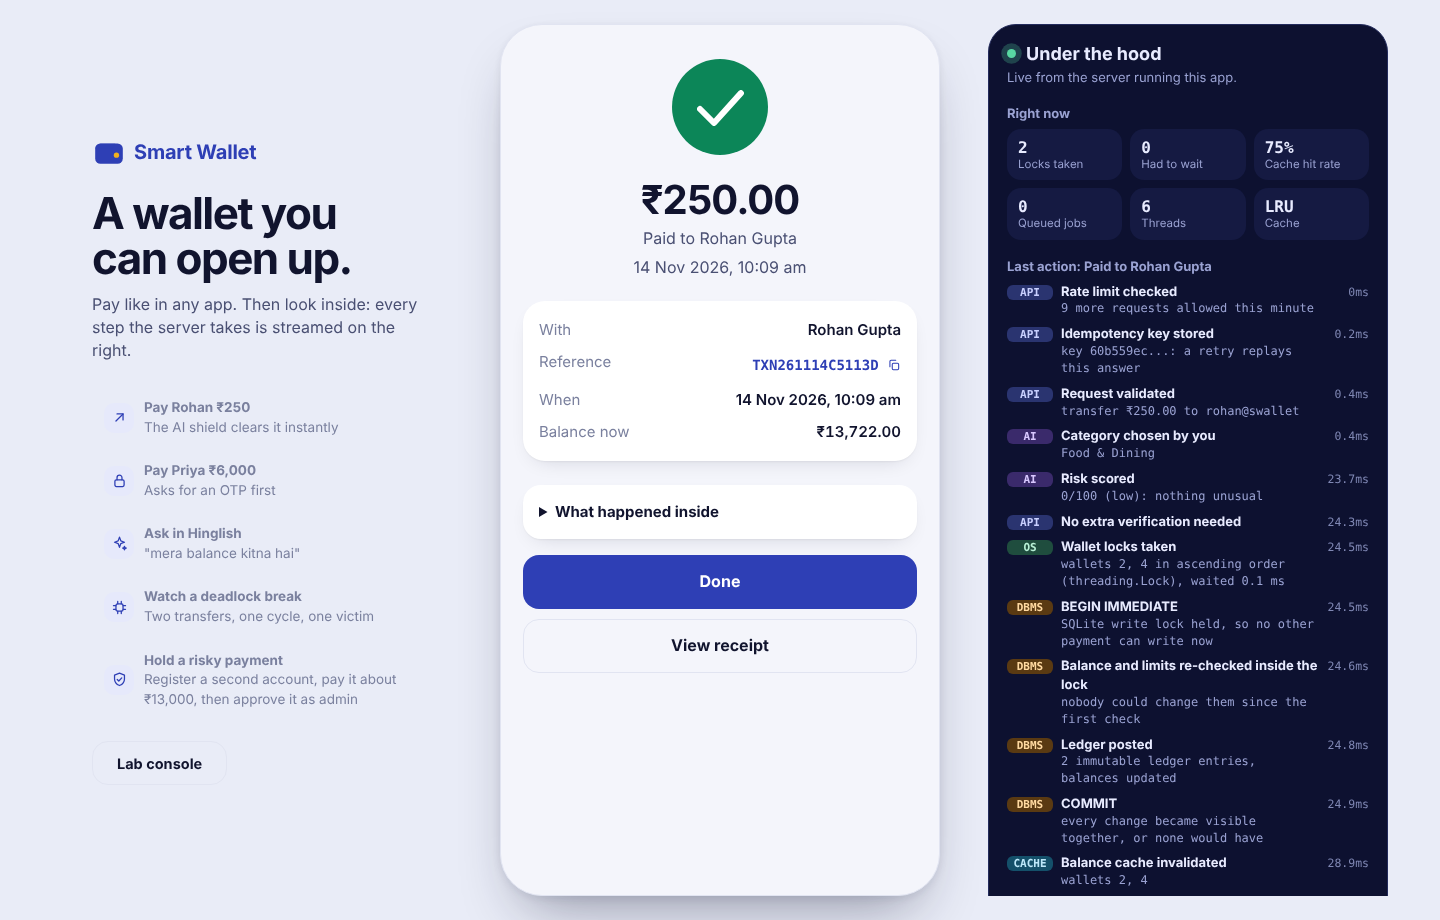 Smart Wallet
A wallet you
can open up.
Pay like in any app. Then look inside: every
step the server takes is streamed on the
right.
Pay Rohan ₹250
The AI shield clears it instantly
Pay Priya ₹6,000
Asks for an OTP first
Ask in Hinglish
"mera balance kitna hai"
Watch a deadlock break
Two transfers, one cycle, one victim
Hold a risky payment
Register a second account, pay it about
₹13,000, then approve it as admin
Lab console
₹250.00
Paid to Rohan Gupta
14 Nov 2026, 10:09 am
With Rohan Gupta
Reference TXN261114C5113D
When 14 Nov 2026, 10:09 am
Balance now ₹13,722.00
What happened inside
Done
View receipt
Under the hood
Live from the server running this app.
Right now
2 0 75%
Locks taken Had to wait Cache hit rate
0 6 LRU
Queued jobs Threads Cache
Last action: Paid to Rohan Gupta
API Rate limit checked 0ms
9 more requests allowed this minute
API Idempotency key stored 0.2ms
key 60b559ec...: a retry replays
this answer
API Request validated 0.4ms
transfer ₹250.00 to rohan@swallet
AI Category chosen by you 0.4ms
Food & Dining
AI Risk scored 23.7ms
0/100 (low): nothing unusual
API No extra verification needed 24.3ms
OS Wallet locks taken 24.5ms
wallets 2, 4 in ascending order
(threading.Lock), waited 0.1 ms
DBMS BEGIN IMMEDIATE 24.5ms
SQLite write lock held, so no other
payment can write now
DBMS Balance and limits re-checked inside the 24.6ms
lock
nobody could change them since the
first check
DBMS Ledger posted 24.8ms
2 immutable ledger entries,
balances updated
DBMS COMMIT 24.9ms
every change became visible
together, or none would have
CACHE Balance cache invalidated 28.9ms
wallets 2, 4